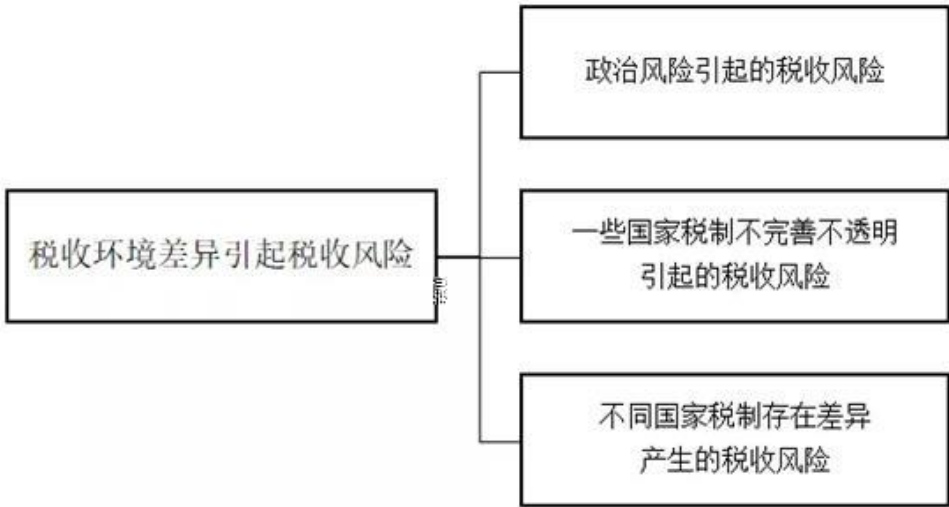 政治风险引起的税收风险
税收环境差异引起税收风险
一些国家税制不完善不透明
引起的税收风险
不同国家税制存在差异
产生的税收风险